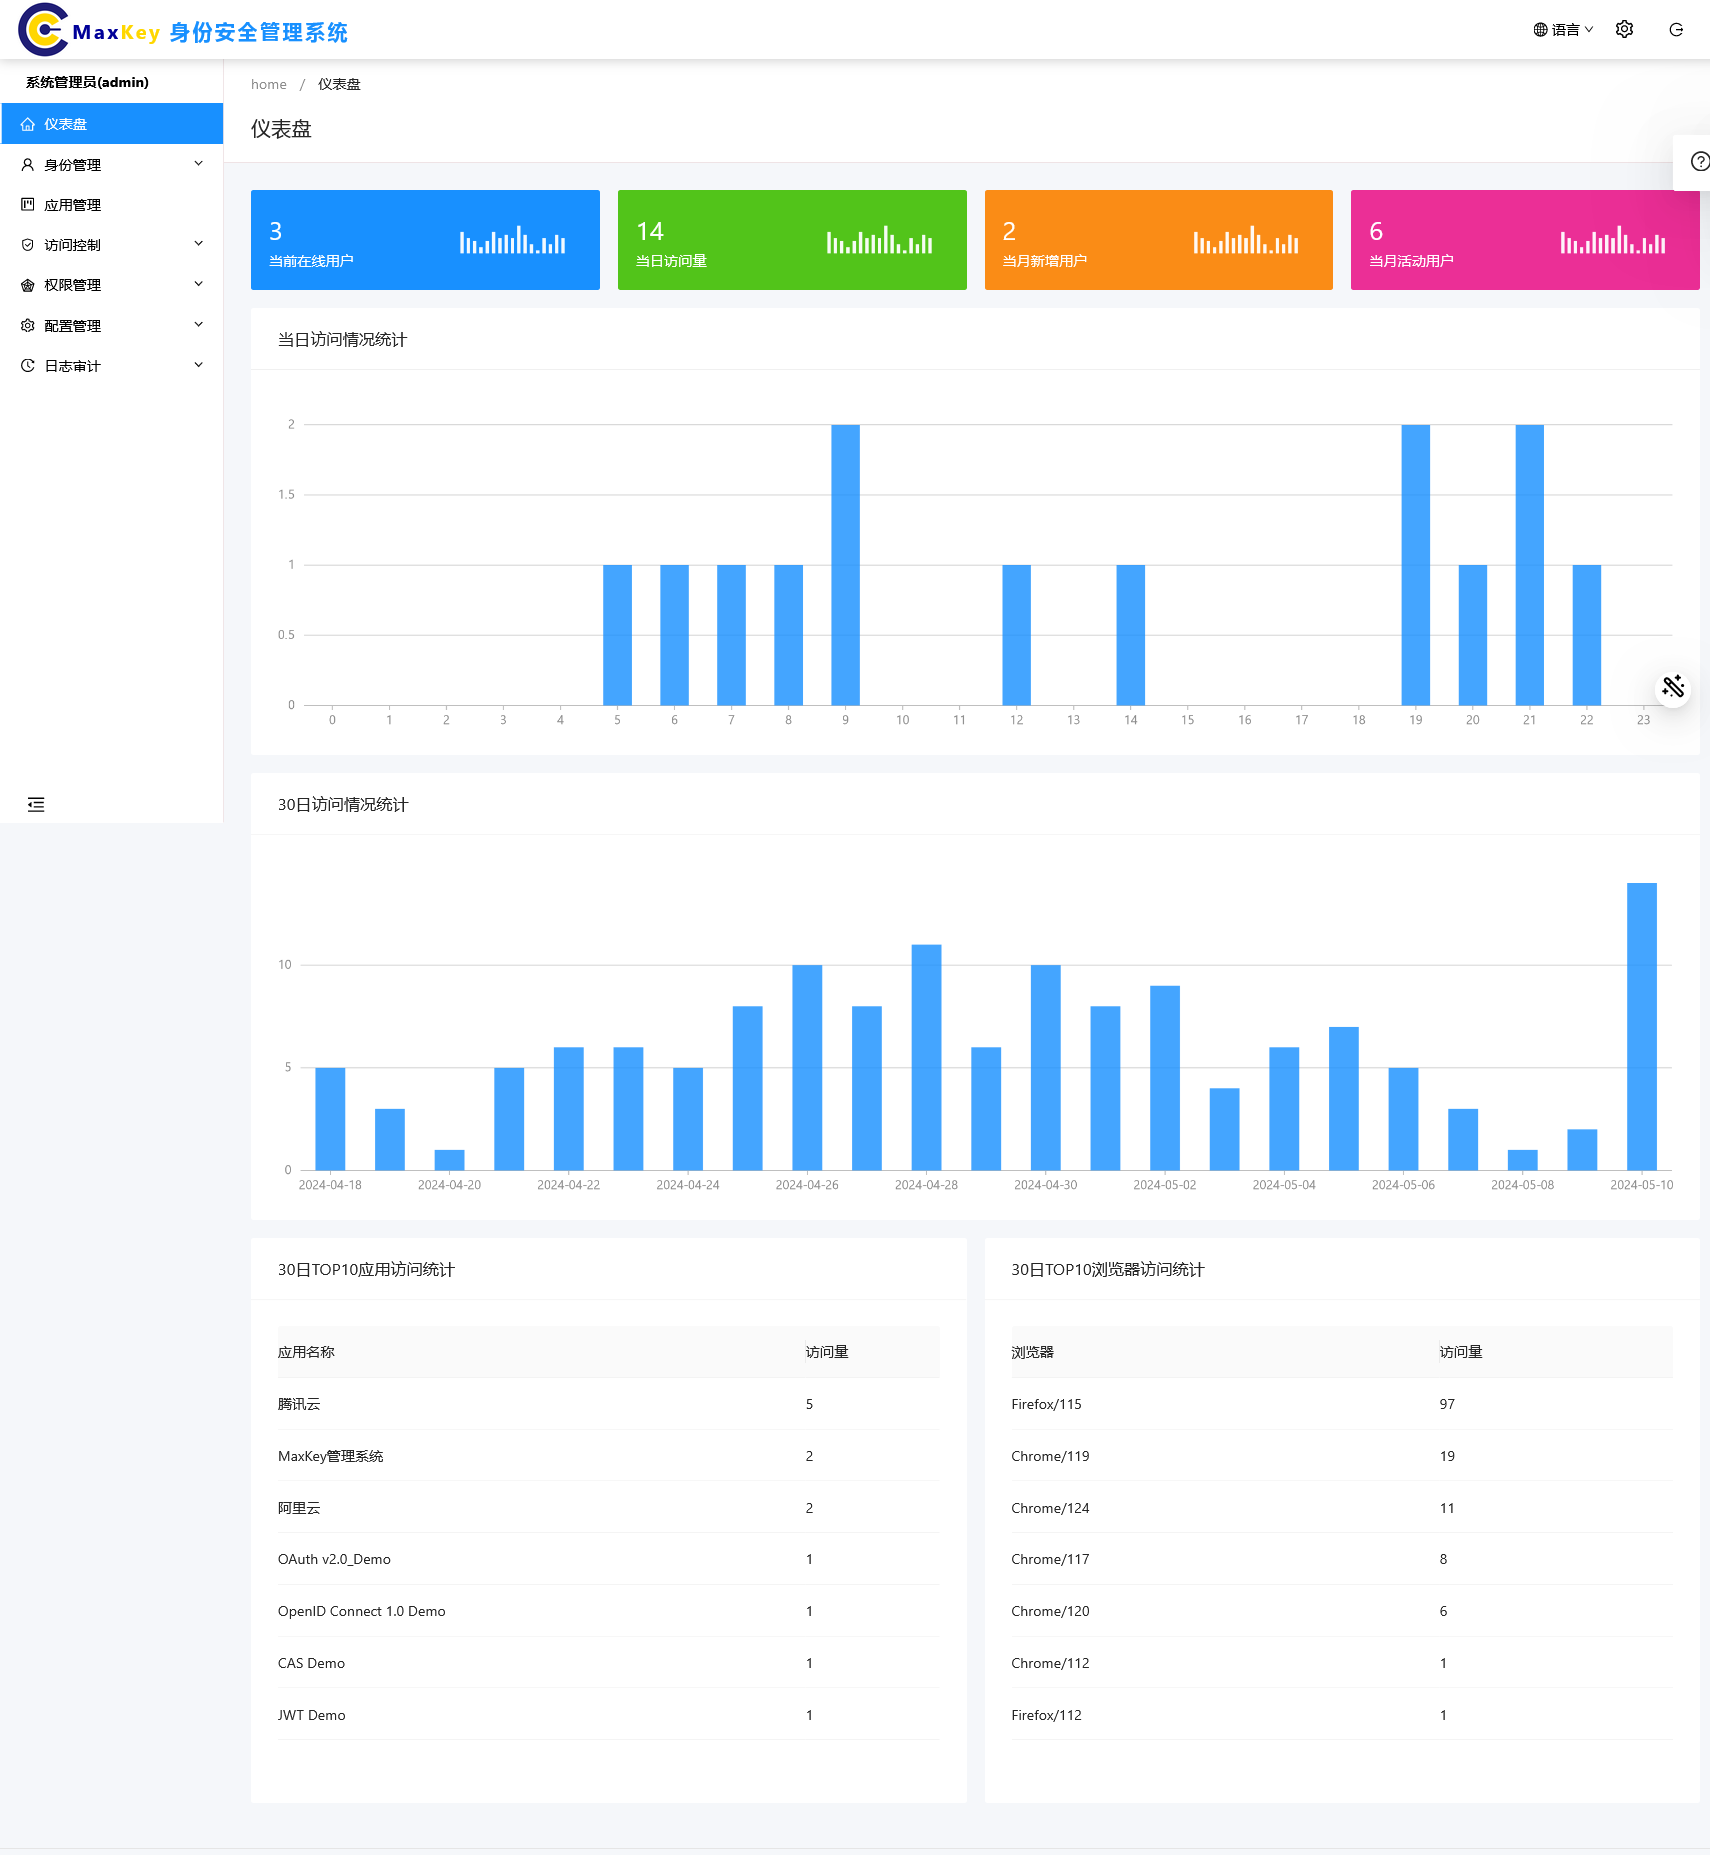 MaxKey 身份安全管理系统
语言
系统管理员(admin)
仪表盘
身份管理
应用管理
访问控制
权限管理
配置管理
日志审计
home / 仪表盘
仪表盘
3
当前在线用户
14
当日访问量
2
当月新增用户
6
当月活动用户
当日访问情况统计
2
1.5
1
0.5
0
0 1 2 3 4 5 6 7 8 9 10 11 12 13 14 15 16 17 18 19 20 21 22 23
30日访问情况统计
10
5
0
2024-04-18 2024-04-20 2024-04-22 2024-04-24 2024-04-26 2024-04-28 2024-04-30 2024-05-02 2024-05-04 2024-05-06 2024-05-08 2024-05-10
30日TOP10应用访问统计
应用名称 访问量
腾讯云 5
MaxKey管理系统 2
阿里云 2
OAuth v2.0_Demo 1
OpenID Connect 1.0 Demo 1
CAS Demo 1
JWT Demo 1
30日TOP10浏览器访问统计
浏览器 访问量
Firefox/115 97
Chrome/119 19
Chrome/124 11
Chrome/117 8
Chrome/120 6
Chrome/112 1
Firefox/112 1